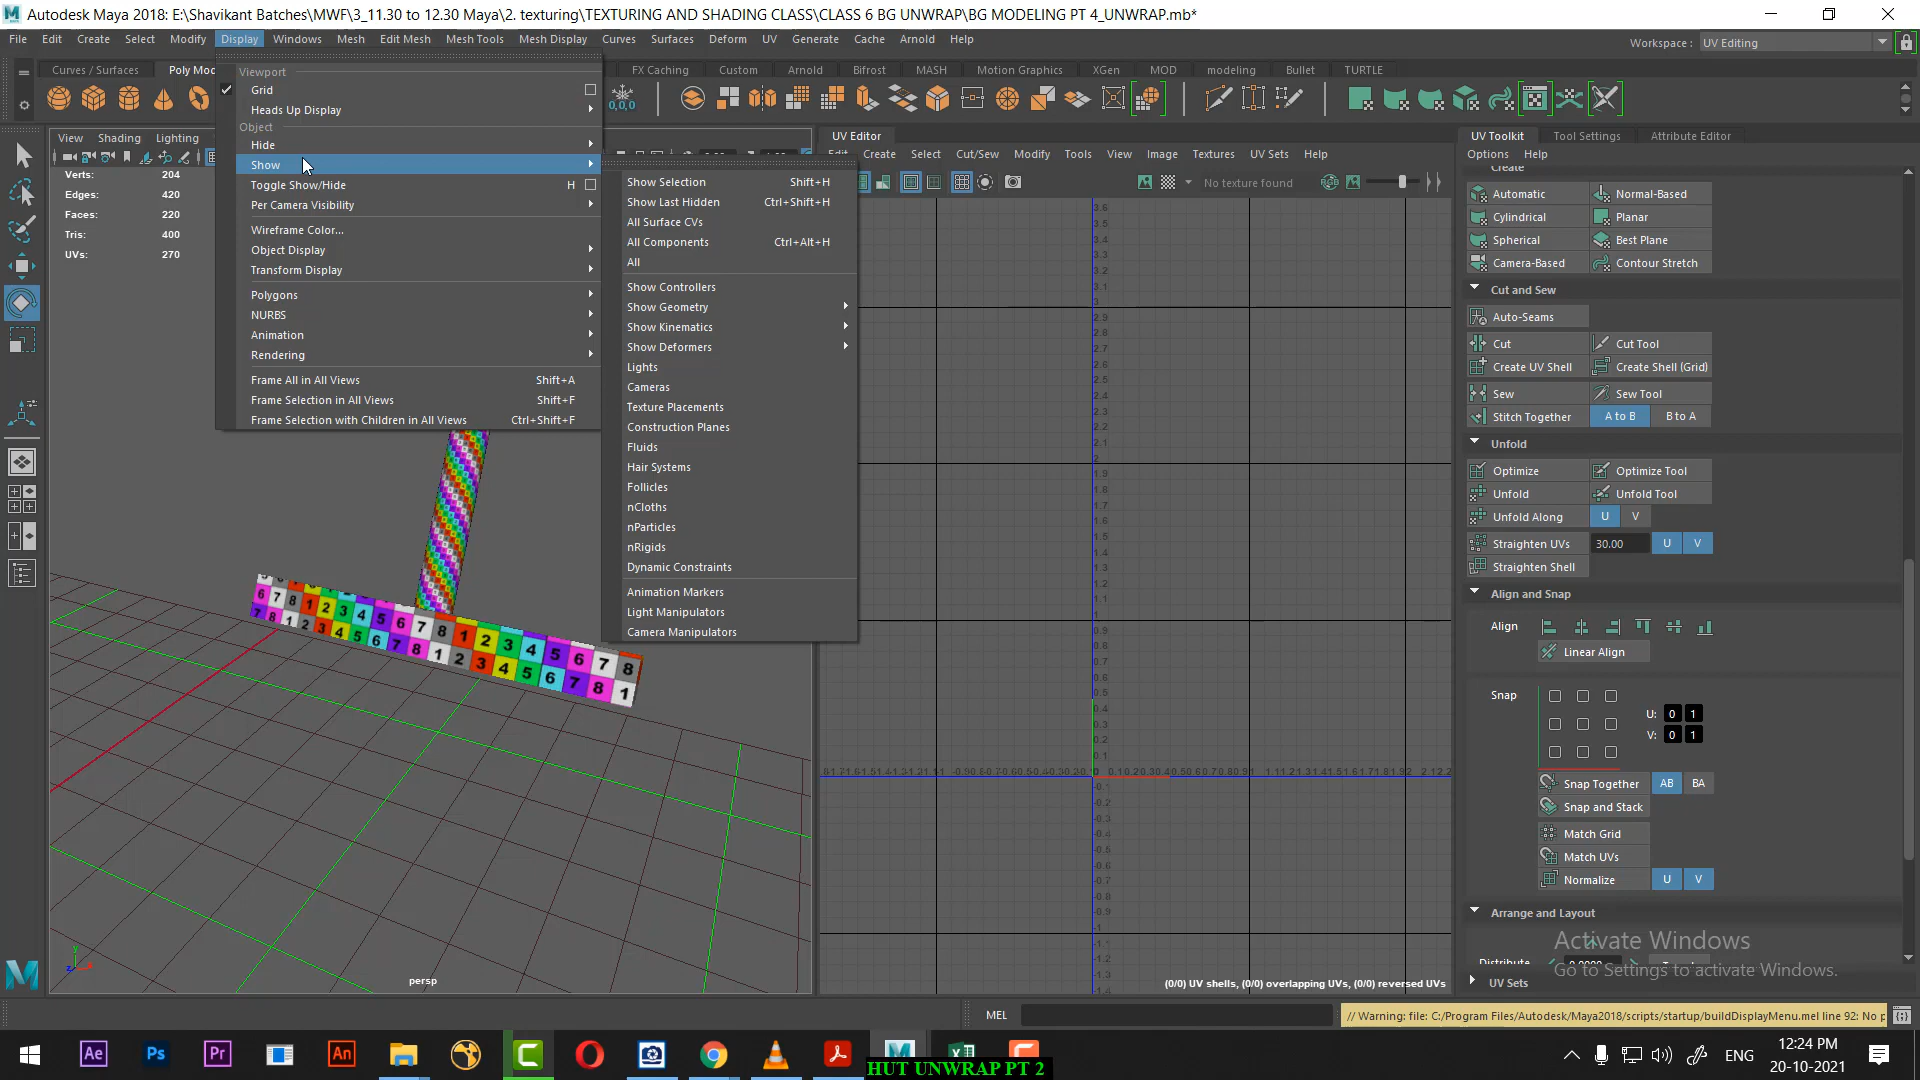 Autodesk Maya 2018: E:\Shavikant Batches\MWF\3_11.30 to 12.30 Maya\2. texturing\TEXTURING AND SHADING CLASS\CLASS 6 BG UNWRAP\BG MODELING PT 4_UNWRAP.mb*
File Edit Create Select Modify Display Windows Mesh Edit Mesh Mesh Tools Mesh Display Curves Surfaces Deform UV Generate Cache Arnold Help
Workspace : UV Editing
Curves / Surfaces Poly Mod FX Caching Custom Arnold Bifrost MASH Motion Graphics XGen MOD modeling Bullet TURTLE
0,0,0
View Shading Lighting
Verts: 204
Edges: 420
Faces: 220
Tris: 400
UVs: 270
Viewport
Grid
Heads Up Display
Object
Hide
Show
Toggle Show/Hide H
Per Camera Visibility
Wireframe Color...
Object Display
Transform Display
Polygons
NURBS
Animation
Rendering
Frame All in All Views Shift+A
Frame Selection in All Views Shift+F
Frame Selection with Children in All Views Ctrl+Shift+F
Show Selection Shift+H
Show Last Hidden Ctrl+Shift+H
All Surface CVs
All Components Ctrl+Alt+H
All
Show Controllers
Show Geometry
Show Kinematics
Show Deformers
Lights
Cameras
Texture Placements
Construction Planes
Fluids
Hair Systems
Follicles
nCloths
nParticles
nRigids
Dynamic Constraints
Animation Markers
Light Manipulators
Camera Manipulators
persp
UV Editor
Edit Create Select Cut/Sew Modify Tools View Image Textures UV Sets Help
No texture found
(0/0) UV shells, (0/0) overlapping UVs, (0/0) reversed UVs
UV Toolkit Tool Settings Attribute Editor
Options Help
Create
Automatic Normal-Based
Cylindrical Planar
Spherical Best Plane
Camera-Based Contour Stretch
Cut and Sew
Auto-Seams
Cut Cut Tool
Create UV Shell Create Shell (Grid)
Sew Sew Tool
Stitch Together A to B B to A
Unfold
Optimize Optimize Tool
Unfold Unfold Tool
Unfold Along U V
Straighten UVs 30.00 U V
Straighten Shell
Align and Snap
Align
Linear Align
Snap
U: 0 1
V: 0 1
Snap Together AB BA
Snap and Stack
Match Grid
Match UVs
Normalize U V
Arrange and Layout
Distribute
UV Sets
Activate Windows
Go to Settings to activate Windows.
MEL
// Warning: file: C:/Program Files/Autodesk/Maya2018/scripts/startup/buildDisplayMenu.mel line 92: No p
Ae Ps Pr An
HUT UNWRAP PT 2
ENG
12:24 PM
20-10-2021